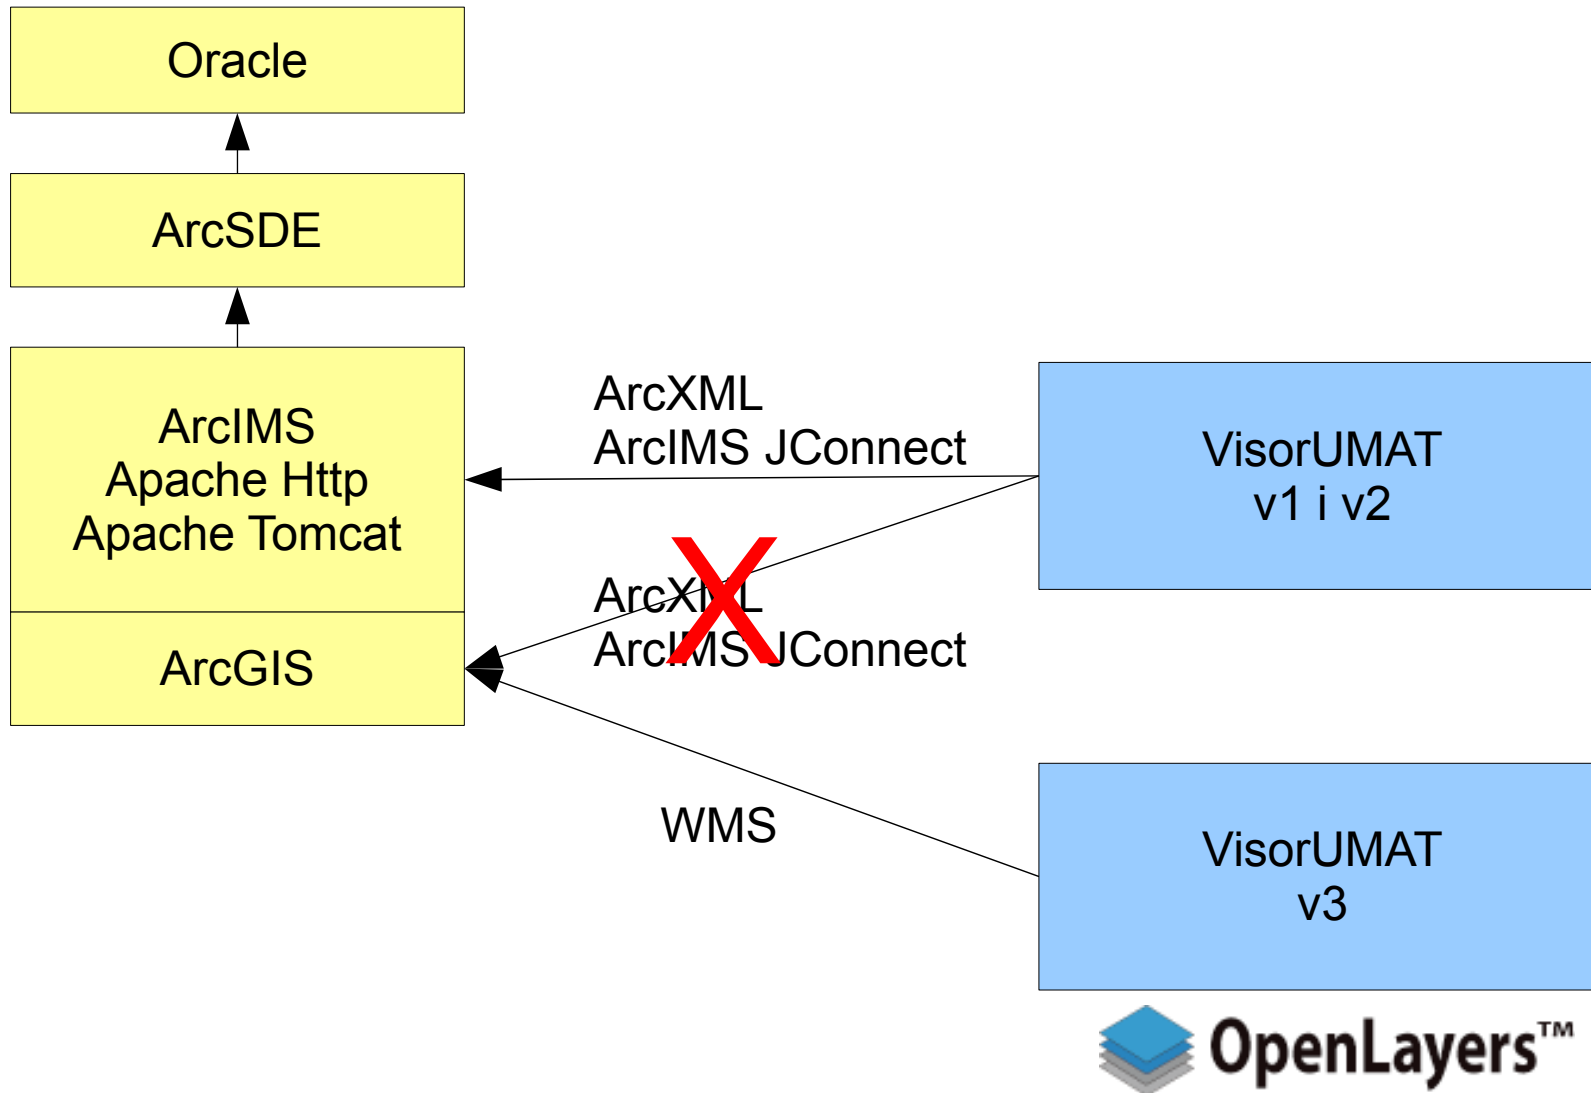 Oracle
ArcSDE
ArcIMS
Apache Http
Apache Tomcat
ArcGIS
ArcXML
ArcIMS JConnect
ArcXML
ArcIMS JConnect
X
WMS
VisorUMAT
v1 i v2
VisorUMAT
v3
OpenLayers™